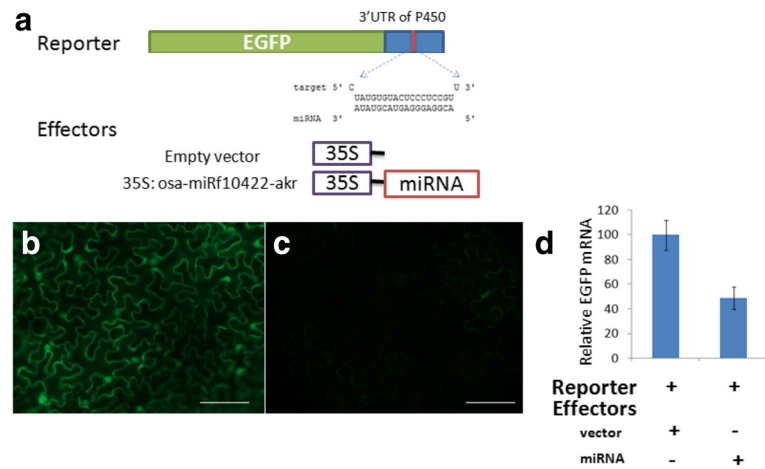 a
3'UTR of P450
Reporter
EGFP
target 5' C U 3'
UAUGUGUACUCCCUCCGU
AUAUGCAUGAGGGAGGCA
miRNA 3' 5'
Effectors
Empty vector
35S
35S: osa-miRf10422-akr
35S
miRNA
b
c
d
Relative EGFP mRNA
120
100
80
60
40
20
0
Reporter + +
Effectors
vector + -
miRNA - +